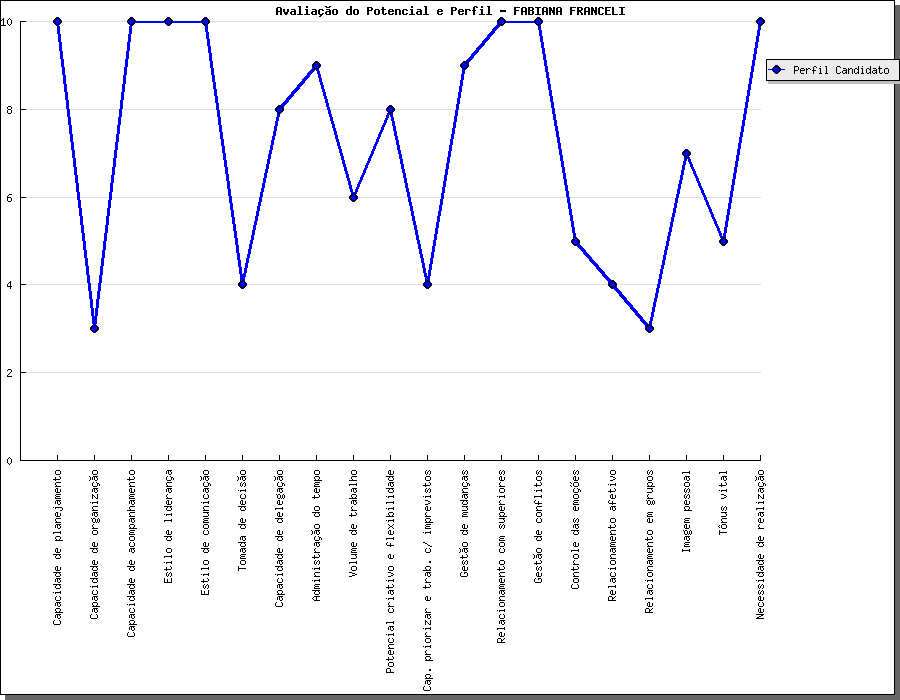 Avaliação do Potencial e Perfil - FABIANA FRANCELI
10
8
6
4
2
0
Perfil Candidato
Capacidade de planejamento
Capacidade de organização
Capacidade de acompanhamento
Estilo de liderança
Estilo de comunicação
Tomada de decisão
Capacidade de delegação
Administração do tempo
Volume de trabalho
Potencial criativo e flexibilidade
Cap. priorizar e trab. c/ imprevistos
Gestão de mudanças
Relacionamento com superiores
Gestão de conflitos
Controle das emoções
Relacionamento afetivo
Relacionamento em grupos
Imagem pessoal
Tônus vital
Necessidade de realização